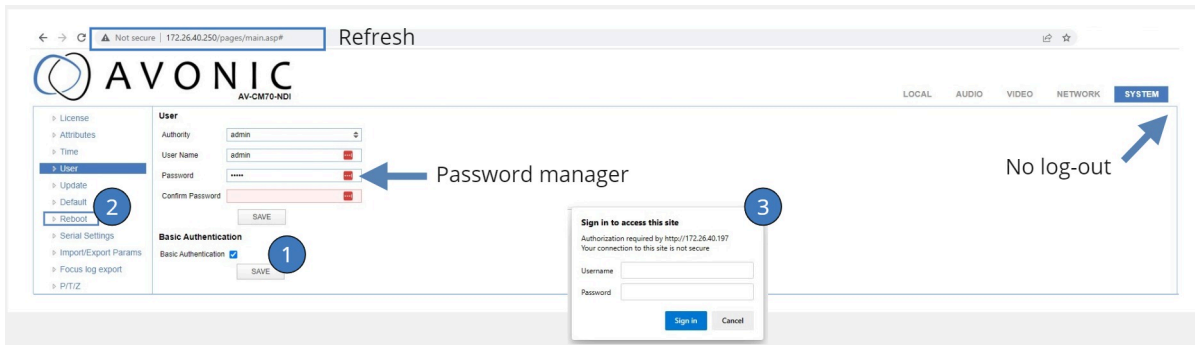 Not secure | 172.26.40.250/pages/main.asp#
Refresh
AVONIC
AV-CM70-NDI
LOCAL AUDIO VIDEO NETWORK SYSTEM
License
Attributes
Time
User
Update
Default
Reboot
Serial Settings
Import/Export Params
Focus log export
P/T/Z
2
User
Authority admin
User Name admin
Password •••••
Confirm Password
SAVE
Basic Authentication
Basic Authentication
SAVE
1
Password manager
No log-out
3
Sign in to access this site
Authorization required by http://172.26.40.197
Your connection to this site is not secure
Username
Password
Sign in Cancel